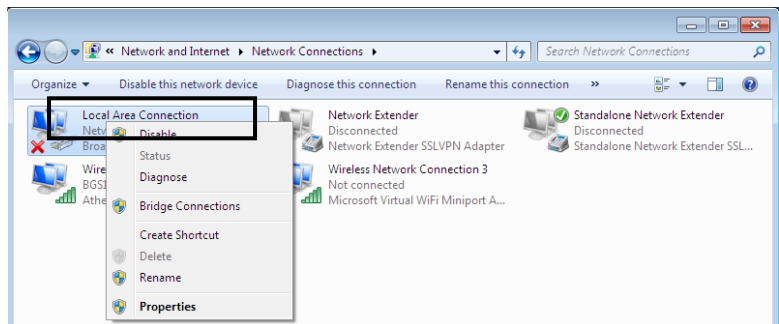 « Network and Internet ▸ Network Connections ▸
Search Network Connections
Organize ▾ Disable this network device Diagnose this connection Rename this connection »
Local Area Connection
Netw
Broa
Network Extender
Disconnected
Network Extender SSLVPN Adapter
Standalone Network Extender
Disconnected
Standalone Network Extender SSL...
Wire
BGS1
Athe
Wireless Network Connection 3
Not connected
Microsoft Virtual WiFi Miniport A...
Disable
Status
Diagnose
Bridge Connections
Create Shortcut
Delete
Rename
Properties